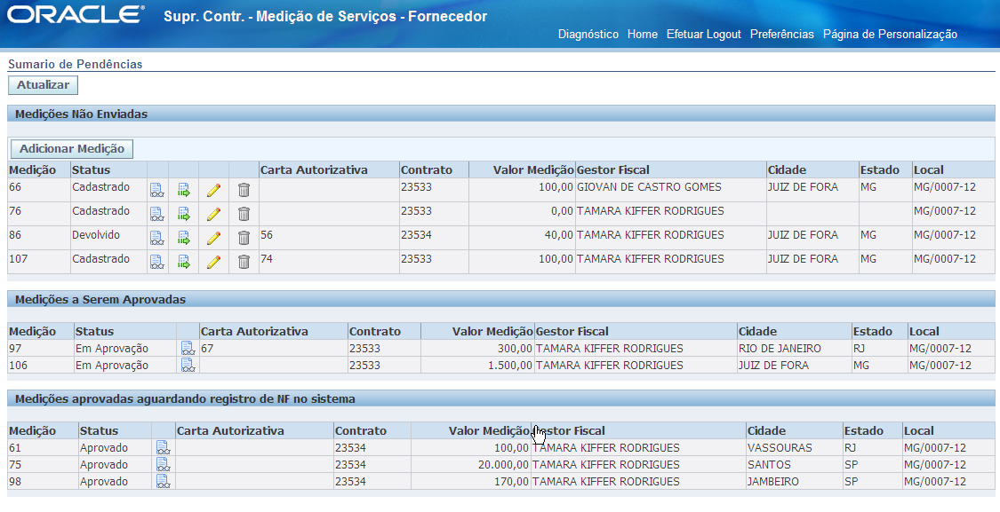 ORACLE® Supr. Contr. - Medição de Serviços - Fornecedor
Diagnóstico Home Efetuar Logout Preferências Página de Personalização
Sumario de Pendências
Atualizar
Medições Não Enviadas
Adicionar Medição
Medição Status Carta Autorizativa Contrato Valor Medição Gestor Fiscal Cidade Estado Local
66 Cadastrado 23533 100,00 GIOVAN DE CASTRO GOMES JUIZ DE FORA MG MG/0007-12
76 Cadastrado 23533 0,00 TAMARA KIFFER RODRIGUES MG/0007-12
86 Devolvido 56 23534 40,00 TAMARA KIFFER RODRIGUES JUIZ DE FORA MG MG/0007-12
107 Cadastrado 74 23533 100,00 TAMARA KIFFER RODRIGUES JUIZ DE FORA MG MG/0007-12
Medições a Serem Aprovadas
Medição Status Carta Autorizativa Contrato Valor Medição Gestor Fiscal Cidade Estado Local
97 Em Aprovação 67 23533 300,00 TAMARA KIFFER RODRIGUES RIO DE JANEIRO RJ MG/0007-12
106 Em Aprovação 23533 1.500,00 TAMARA KIFFER RODRIGUES JUIZ DE FORA MG MG/0007-12
Medições aprovadas aguardando registro de NF no sistema
Medição Status Carta Autorizativa Contrato Valor Medição Gestor Fiscal Cidade Estado Local
61 Aprovado 23534 100,00 TAMARA KIFFER RODRIGUES VASSOURAS RJ MG/0007-12
75 Aprovado 23534 20.000,00 TAMARA KIFFER RODRIGUES SANTOS SP MG/0007-12
98 Aprovado 23534 170,00 TAMARA KIFFER RODRIGUES JAMBEIRO SP MG/0007-12